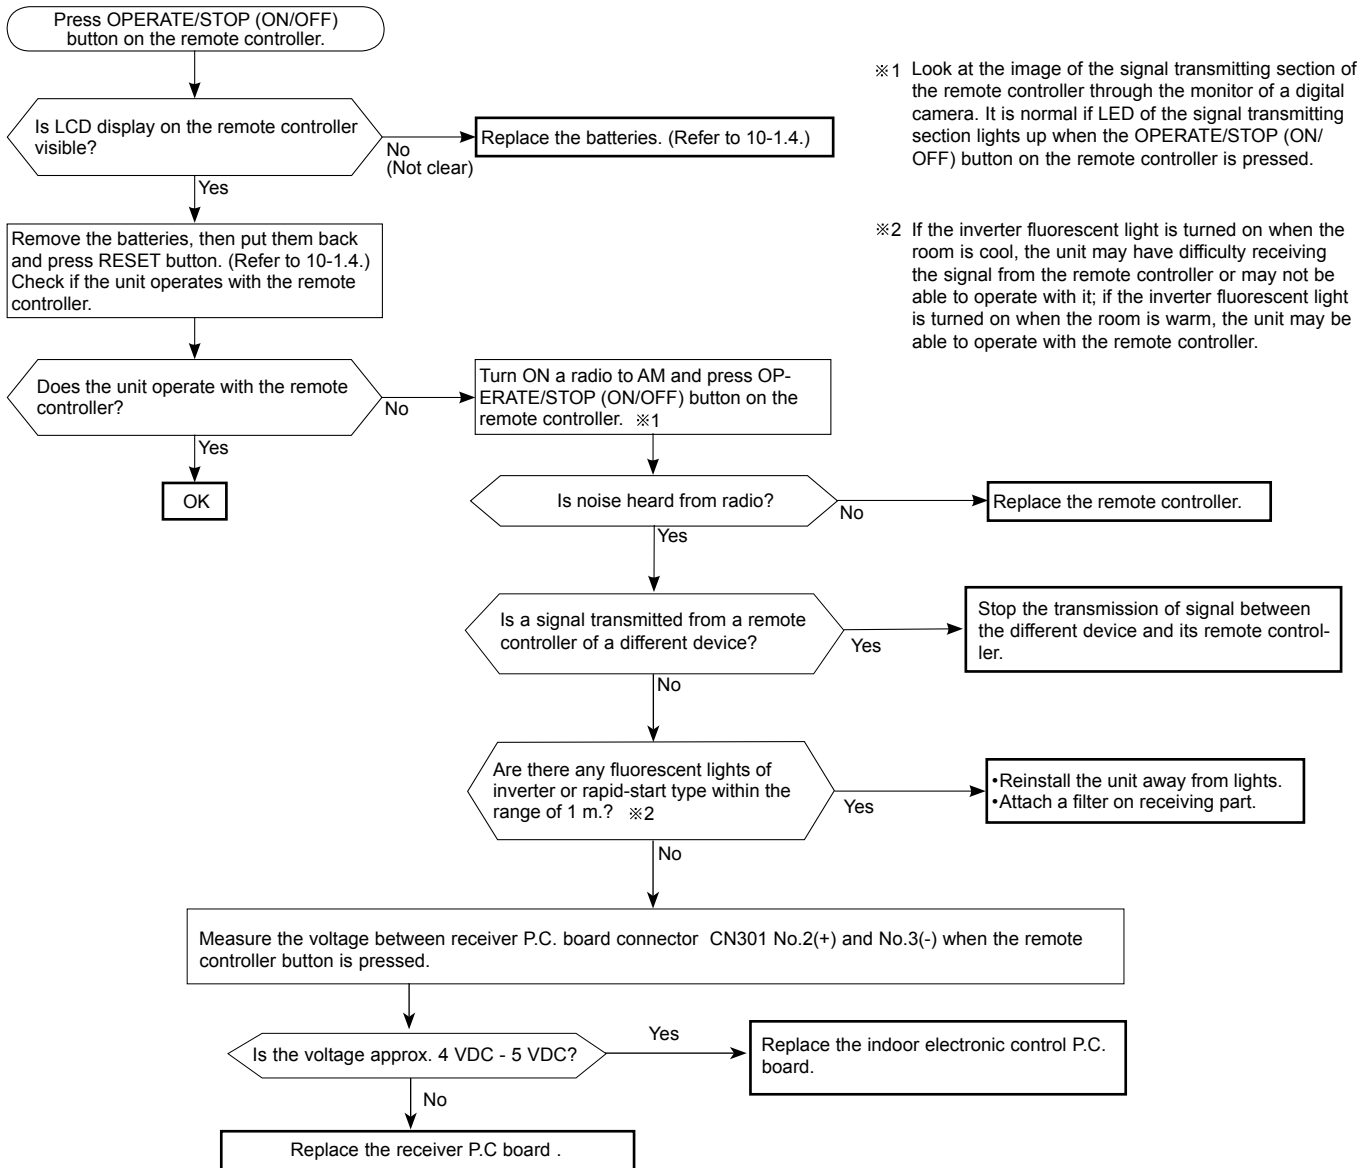 Press OPERATE/STOP (ON/OFF)
button on the remote controller.
Is LCD display on the remote controller
visible?
No
(Not clear)
Replace the batteries. (Refer to 10-1.4.)
Yes
Remove the batteries, then put them back
and press RESET button. (Refer to 10-1.4.)
Check if the unit operates with the remote
controller.
Does the unit operate with the remote
controller?
No
Yes
OK
Turn ON a radio to AM and press OP-
ERATE/STOP (ON/OFF) button on the
remote controller. ※1
Is noise heard from radio?
No
Replace the remote controller.
Yes
Is a signal transmitted from a remote
controller of a different device?
Yes
Stop the transmission of signal between
the different device and its remote control-
ler.
No
Are there any fluorescent lights of
inverter or rapid-start type within the
range of 1 m.? ※2
Yes
•Reinstall the unit away from lights.
•Attach a filter on receiving part.
No
Measure the voltage between receiver P.C. board connector CN301 No.2(+) and No.3(-) when the remote
controller button is pressed.
Is the voltage approx. 4 VDC - 5 VDC?
Yes
Replace the indoor electronic control P.C.
board.
No
Replace the receiver P.C board .
※1 Look at the image of the signal transmitting section of
the remote controller through the monitor of a digital
camera. It is normal if LED of the signal transmitting
section lights up when the OPERATE/STOP (ON/
OFF) button on the remote controller is pressed.
※2 If the inverter fluorescent light is turned on when the
room is cool, the unit may have difficulty receiving
the signal from the remote controller or may not be
able to operate with it; if the inverter fluorescent light
is turned on when the room is warm, the unit may be
able to operate with the remote controller.